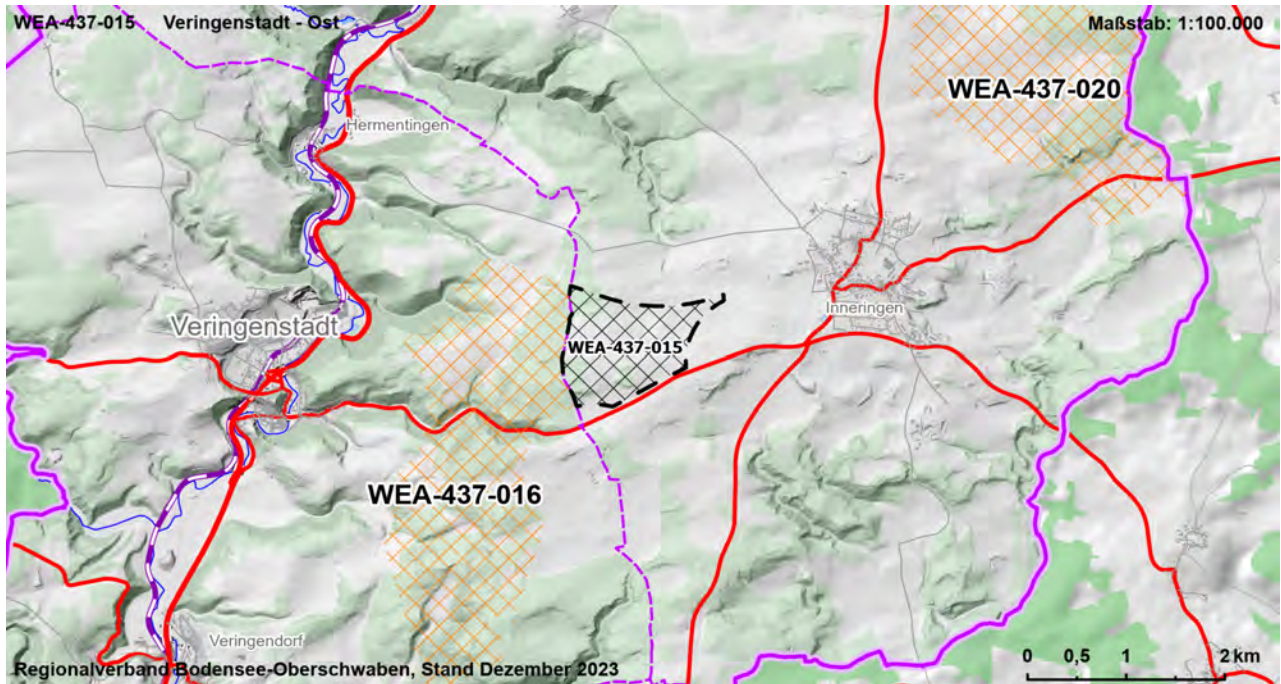 WEA-437-015 Veringenstadt - Ost
Maßstab: 1:100.000
WEA-437-020
Hermentingen
Inneringen
Veringenstadt
WEA-437-015
WEA-437-016
Veringendorf
Regionalverband Bodensee-Oberschwaben, Stand Dezember 2023
0 0,5 1 2 km